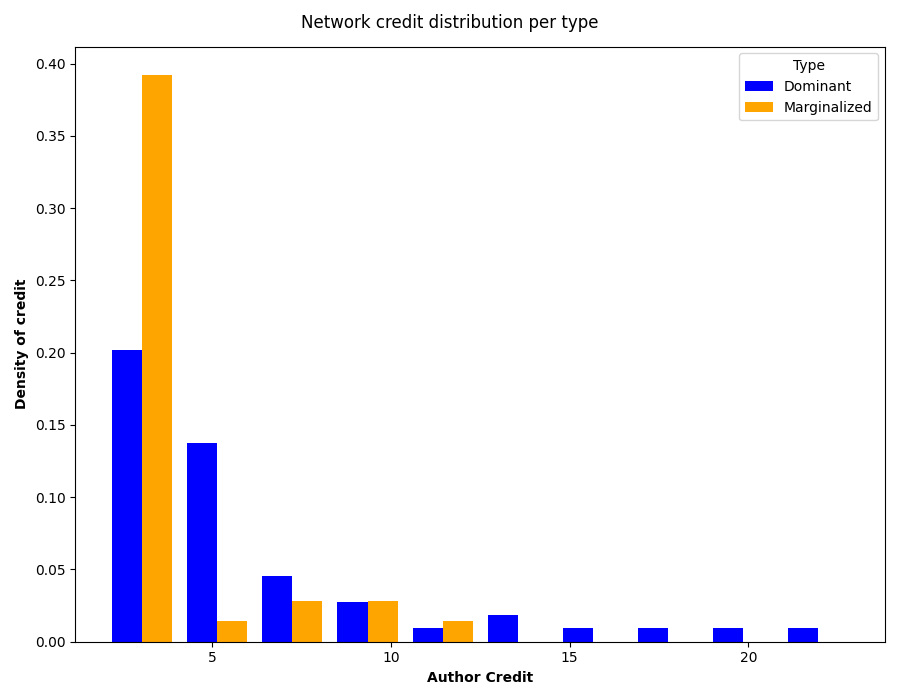 Network credit distribution per type
Type
Dominant
Marginalized
Density of credit
0.40
0.35
0.30
0.25
0.20
0.15
0.10
0.05
0.00
5 10 15 20
Author Credit